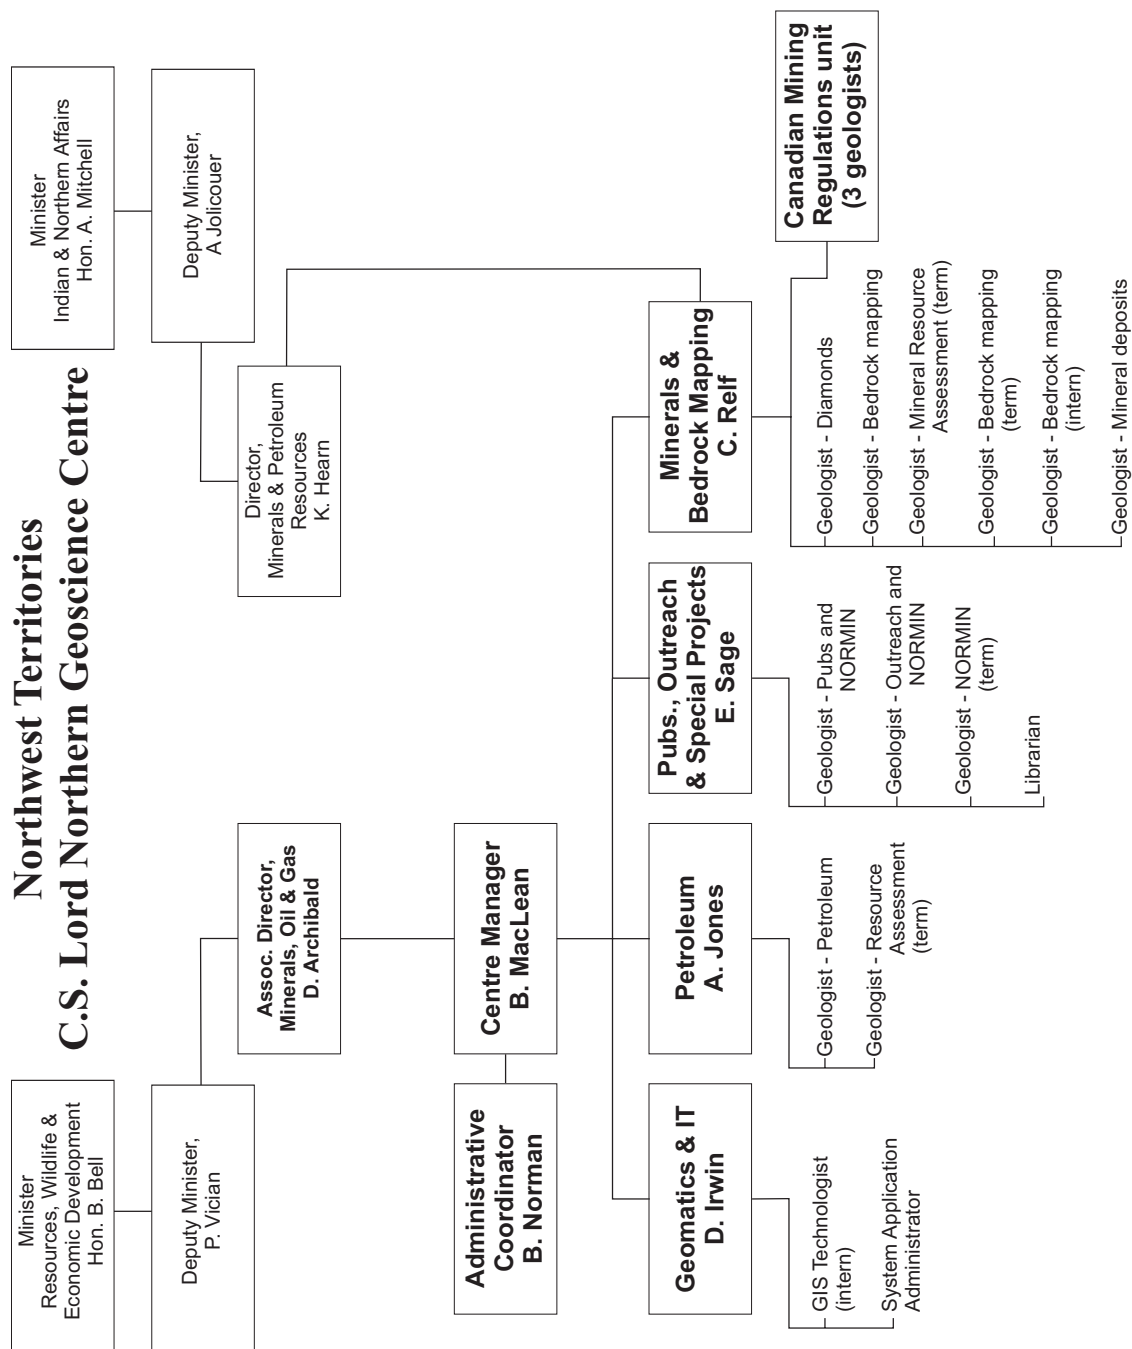 Northwest Territories
C.S. Lord Northern Geoscience Centre
Minister
Resources, Wildlife &
Economic Development
Hon. B. Bell
Minister
Indian & Northern Affairs
Hon. A. Mitchell
Deputy Minister,
P. Vician
Deputy Minister,
A Jolicouer
Assoc. Director,
Minerals, Oil & Gas
D. Archibald
Director,
Minerals & Petroleum
Resources
K. Hearn
Administrative
Coordinator
B. Norman
Centre Manager
B. MacLean
Geomatics & IT
D. Irwin
Petroleum
A. Jones
Pubs., Outreach
& Special Projects
E. Sage
Minerals &
Bedrock Mapping
C. Relf
Canadian Mining
Regulations unit
(3 geologists)
GIS Technologist
(intern)
System Application
Administrator
Geologist - Petroleum
Geologist - Resource
Assessment
(term)
Geologist - Pubs and
NORMIN
Geologist - Outreach and
NORMIN
Geologist - NORMIN
(term)
Librarian
Geologist - Diamonds
Geologist - Bedrock mapping
Geologist - Mineral Resource
Assessment (term)
Geologist - Bedrock mapping
(term)
Geologist - Bedrock mapping
(intern)
Geologist - Mineral deposits